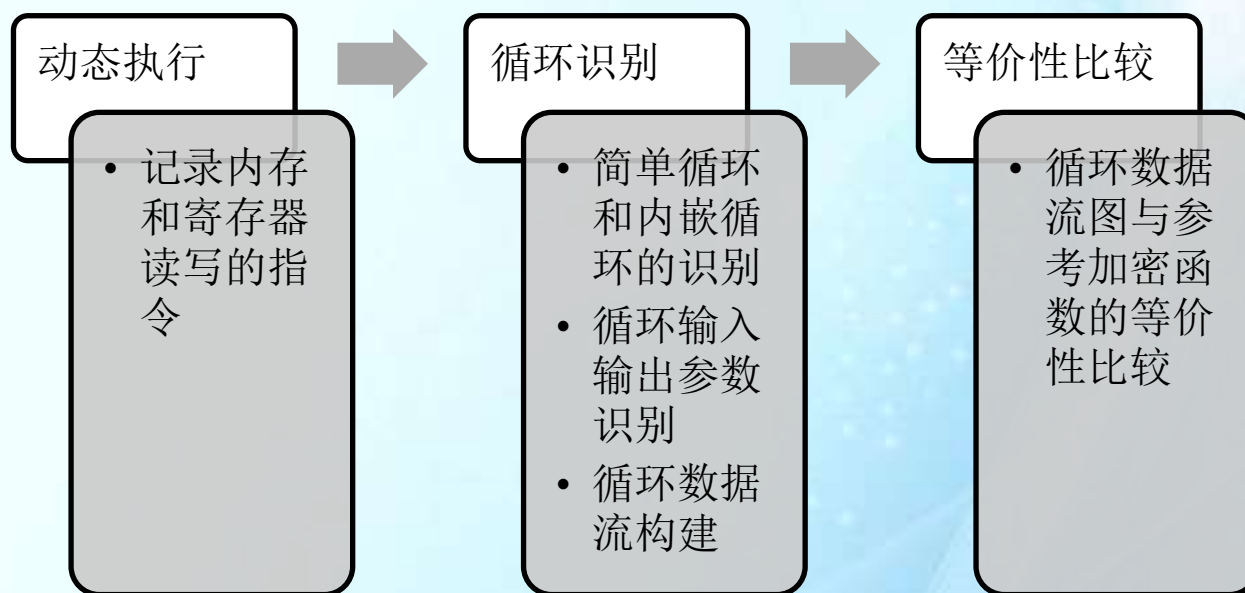 动态执行
• 记录内存
和寄存器
读写的指
令
循环识别
• 简单循环
和内嵌循
环的识别
• 循环输入
输出参数
识别
• 循环数据
流构建
等价性比较
• 循环数据
流图与参
考加密函
数的等价
性比较